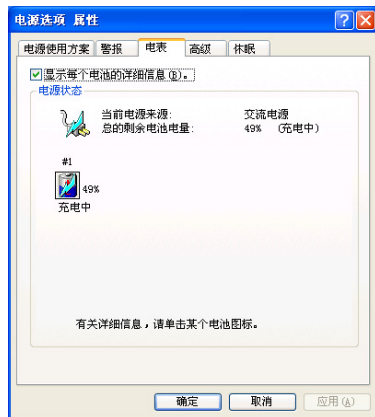 电源选项 属性
电源使用方案 警报 电表 高级 休眠
显示每个电池的详细信息(B)。
电源状态
当前电源来源: 交流电源
总的剩余电池电量: 49% (充电中)
#1
49%
充电中
有关详细信息，请单击某个电池图标。
确定 取消 应用(A)